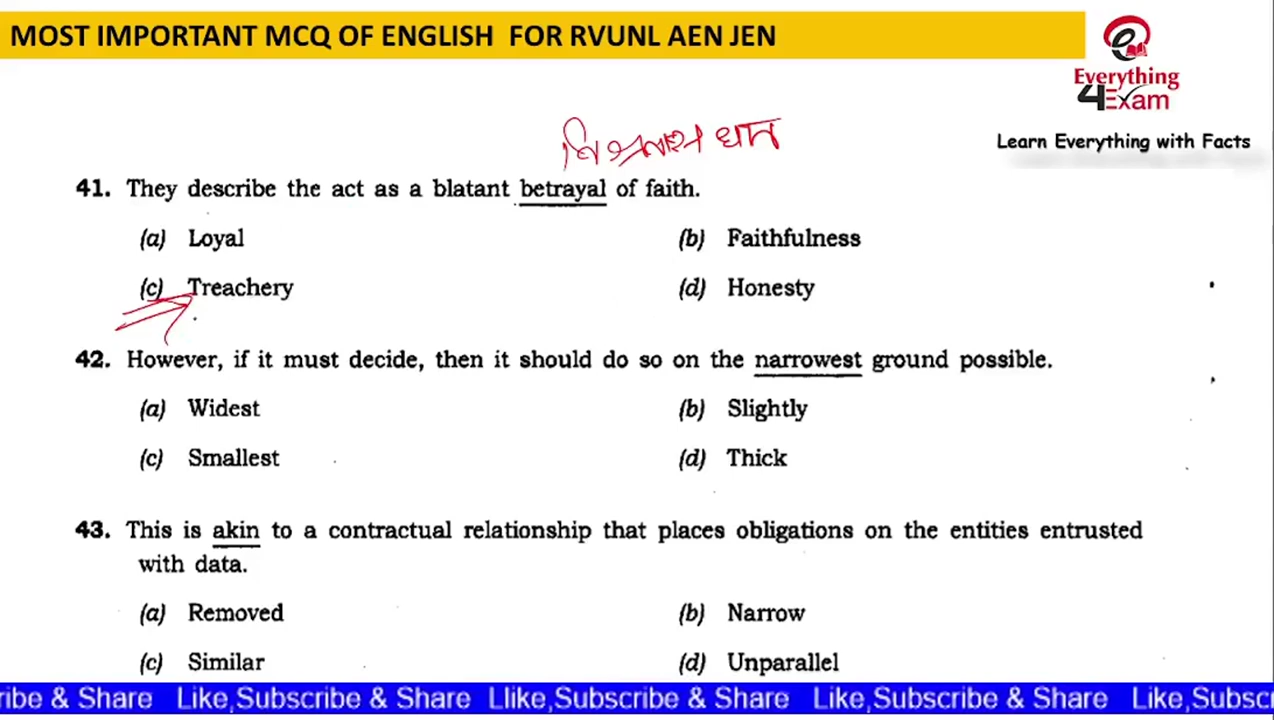 MOST IMPORTANT MCQ OF ENGLISH FOR RVUNL AEN JEN
Everything
4Exam
Learn Everything with Facts
41. They describe the act as a blatant betrayal of faith.
(a) Loyal
(b) Faithfulness
(c) Treachery
(d) Honesty
42. However, if it must decide, then it should do so on the narrowest ground possible.
(a) Widest
(b) Slightly
(c) Smallest
(d) Thick
43. This is akin to a contractual relationship that places obligations on the entities entrusted
with data.
(a) Removed
(b) Narrow
(c) Similar
(d) Unparallel
ribe & Share Like,Subscribe & Share Llike,Subscribe & Share Like,Subscribe & Share Like,Subsc